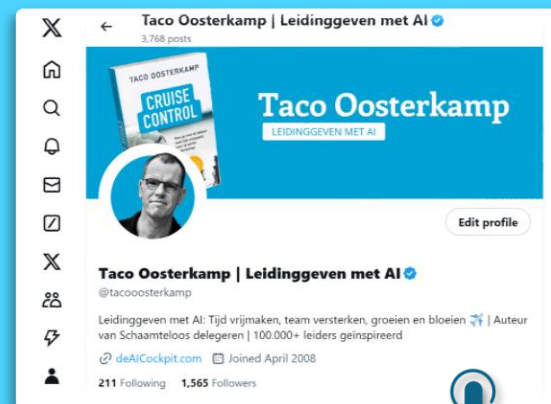 Taco Oosterkamp | Leidinggeven met AI
3,768 posts
TACO OOSTERKAMP
CRUISE
CONTROL
Taco Oosterkamp
LEIDINGGEVEN MET AI
Edit profile
Taco Oosterkamp | Leidinggeven met AI
@tacooosterkamp
Leidinggeven met AI: Tijd vrijmaken, team versterken, groeien en bloeien ✈️ | Auteur
van Schaamteloos delegeren | 100.000+ leiders geïnspireerd
deAICockpit.com Joined April 2008
211 Following 1,565 Followers